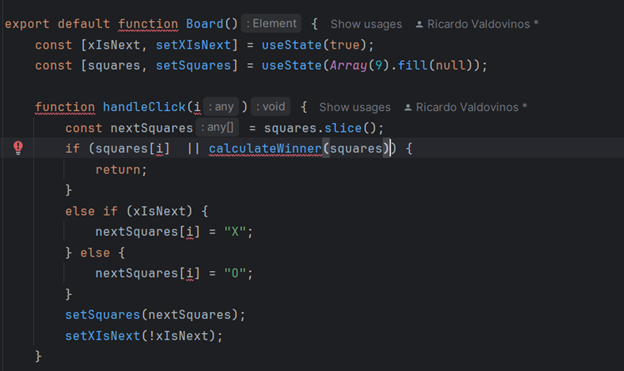 export default function Board() : Element { Show usages Ricardo Valdovinos *
const [xIsNext, setXIsNext] = useState(true);
const [squares, setSquares] = useState(Array(9).fill(null));
function handleClick(i : any ) : void { Show usages Ricardo Valdovinos *
const nextSquares : any[] = squares.slice();
if (squares[i] || calculateWinner(squares)) {
return;
}
else if (xIsNext) {
nextSquares[i] = "X";
} else {
nextSquares[i] = "O";
}
setSquares(nextSquares);
setXIsNext(!xIsNext);
}